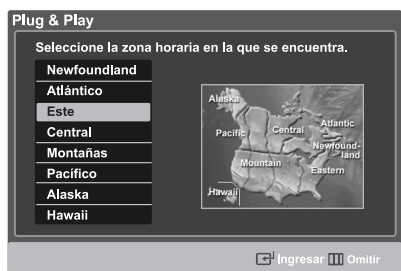 Plug & Play
Seleccione la zona horaria en la que se encuentra.
Newfoundland
Atlántico
Este
Central
Montañas
Pacífico
Alaska
Hawaii
Alaska
Pacific
Central
Atlantic
Newfound-
land
Mountain
Eastern
Hawaii
Ingresar Omitir